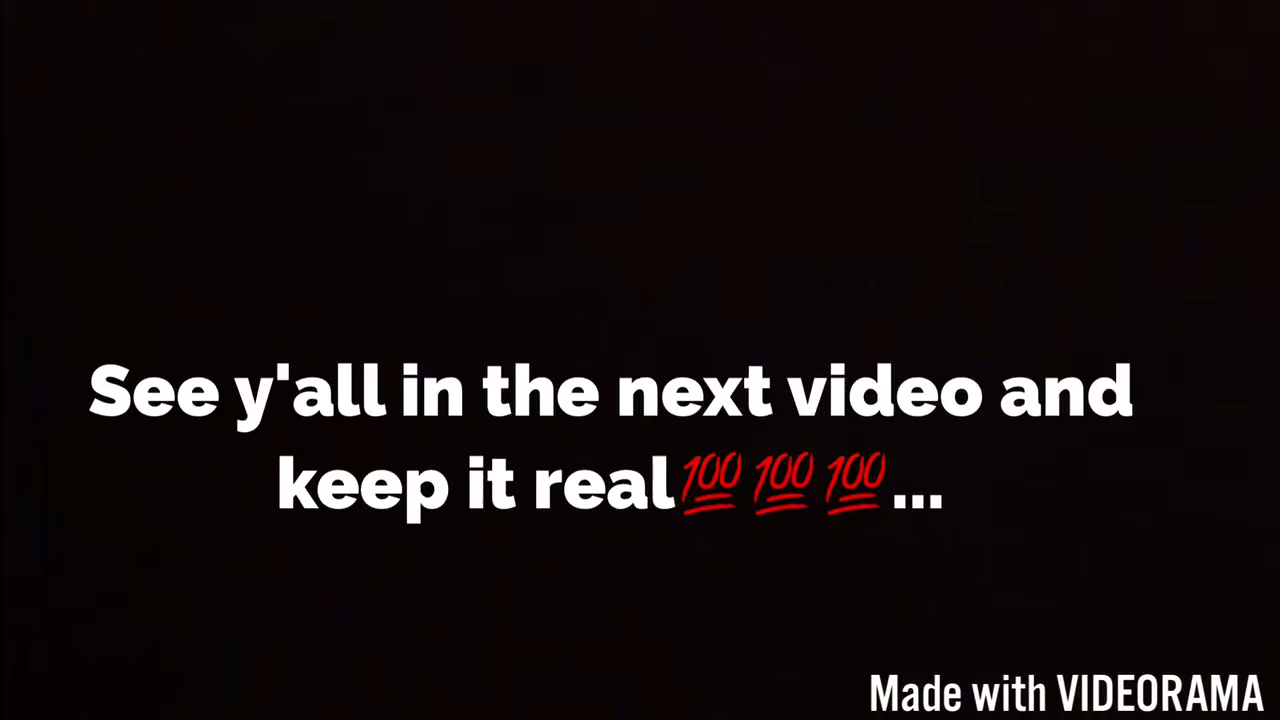 See y'all in the next video and
keep it real💯💯💯...
Made with VIDEORAMA